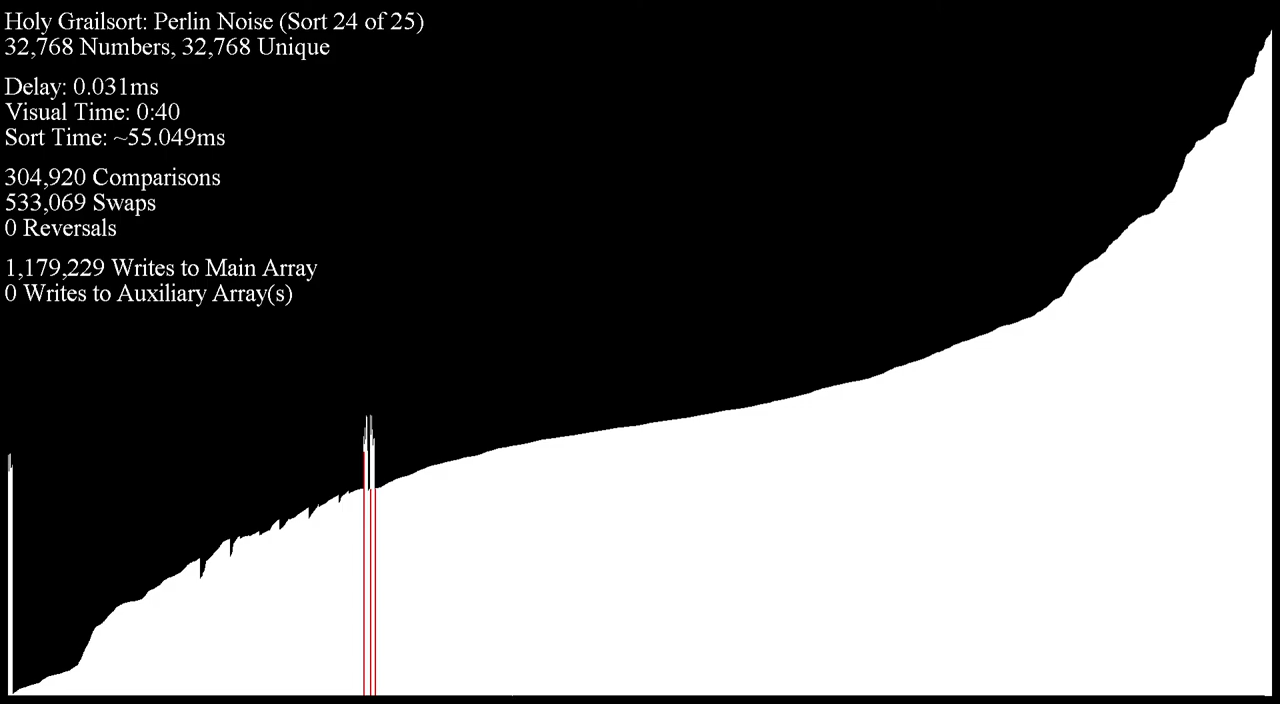 Holy Grailsort: Perlin Noise (Sort 24 of 25)
32,768 Numbers, 32,768 Unique
Delay: 0.031ms
Visual Time: 0:40
Sort Time: ~55.049ms
304,920 Comparisons
533,069 Swaps
0 Reversals
1,179,229 Writes to Main Array
0 Writes to Auxiliary Array(s)